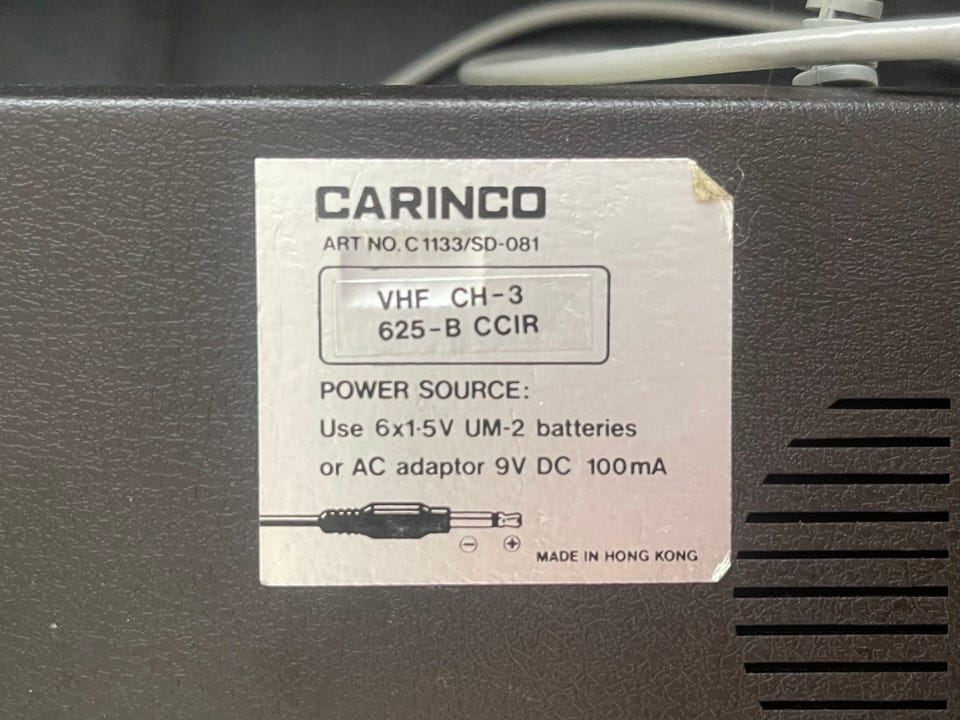 CARINCO
ART NO. C 1133/SD-081
VHF CH-3
625-B CCIR
POWER SOURCE:
Use 6x1·5V UM-2 batteries
or AC adaptor 9V DC 100mA
⊖ ⊕
MADE IN HONG KONG